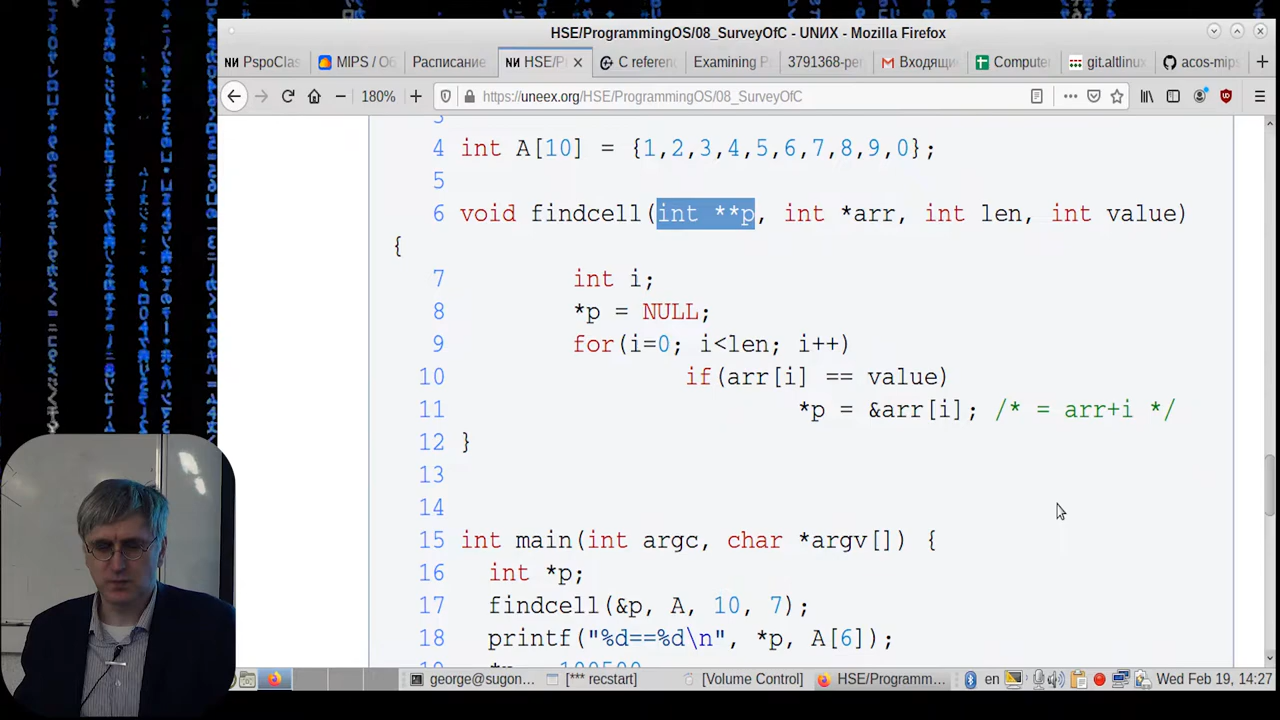 HSE/ProgrammingOS/08_SurveyOfC - UNИX - Mozilla Firefox
PspoClas
MIPS / Об
Расписание
HSE/P
C referenc
Examining P
3791368-pe
Входящи
Compute
git.altlinux
acos-mips
180%
https://uneex.org/HSE/ProgrammingOS/08_SurveyOfC
3
4 int A[10] = {1,2,3,4,5,6,7,8,9,0};
5
6 void findcell(int **p, int *arr, int len, int value)
{
7 int i;
8 *p = NULL;
9 for(i=0; i<len; i++)
10 if(arr[i] == value)
11 *p = &arr[i]; /* = arr+i */
12 }
13
14
15 int main(int argc, char *argv[]) {
16 int *p;
17 findcell(&p, A, 10, 7);
18 printf("%d==%d\n", *p, A[6]);
george@sugon...
[*** recstart]
[Volume Control]
HSE/Programm...
en
Wed Feb 19, 14:27